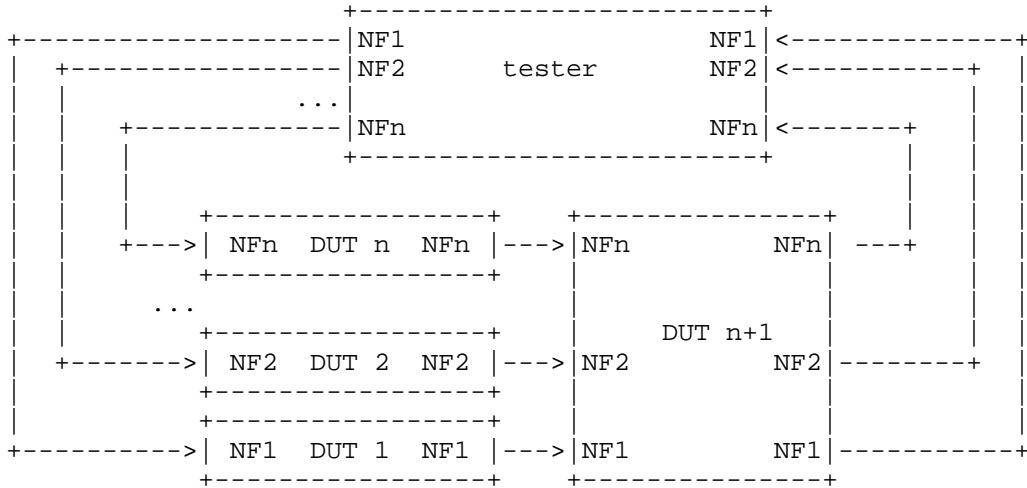 NF1 NF1
NF2 tester NF2
...
NFn NFn
NFn DUT n NFn NFn NFn
...
DUT n+1
NF2 DUT 2 NF2 NF2 NF2
NF1 DUT 1 NF1 NF1 NF1